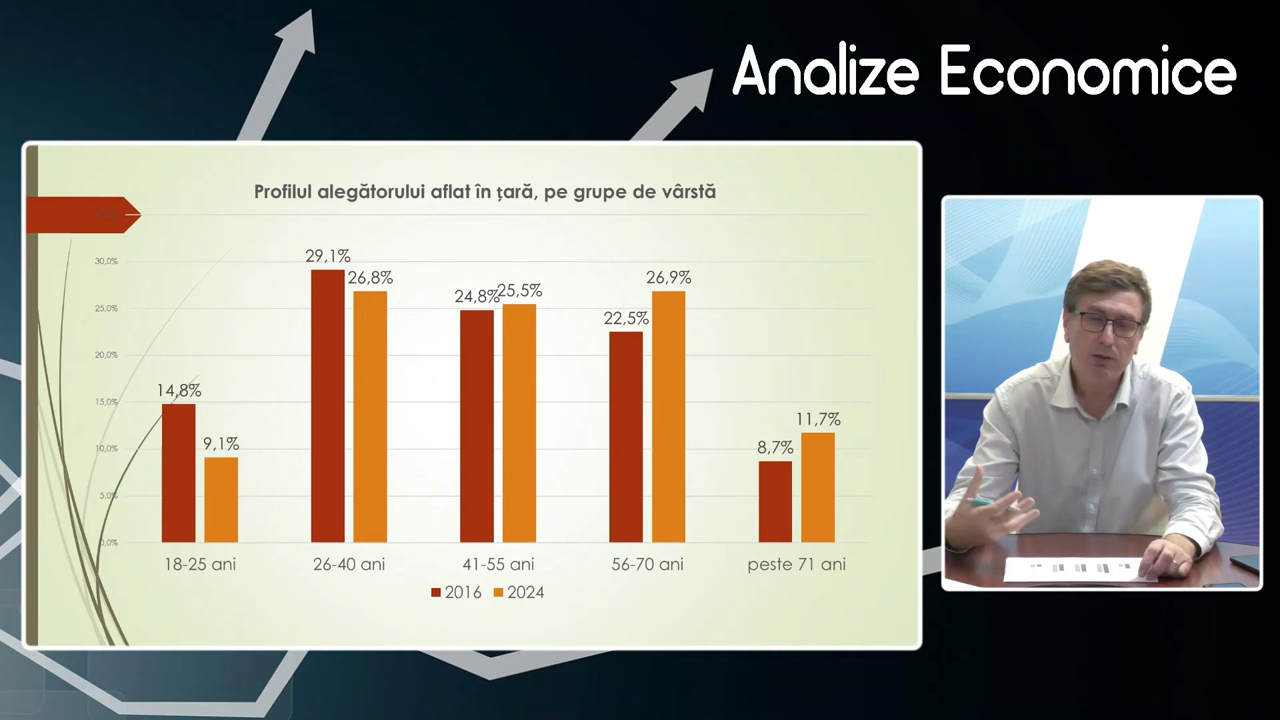 Analize Economice
Profilul alegătorului aflat în țară, pe grupe de vârstă
30,0%
25,0%
20,0%
15,0%
10,0%
5,0%
0,0%
14,8%
9,1%
29,1%
26,8%
24,8%
25,5%
22,5%
26,9%
8,7%
11,7%
18-25 ani
26-40 ani
41-55 ani
56-70 ani
peste 71 ani
2016
2024